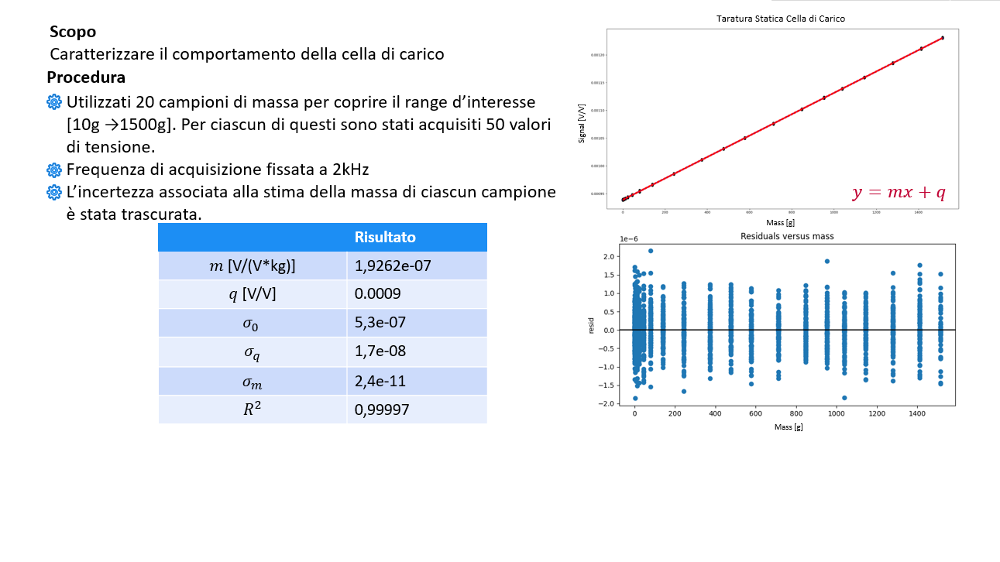 Scopo
Caratterizzare il comportamento della cella di carico
Procedura
Utilizzati 20 campioni di massa per coprire il range d’interesse
[10g →1500g]. Per ciascun di questi sono stati acquisiti 50 valori
di tensione.
Frequenza di acquisizione fissata a 2kHz
L’incertezza associata alla stima della massa di ciascun campione
è stata trascurata.
Risultato
m [V/(V*kg)] 1,9262e-07
q [V/V] 0.0009
σ₀ 5,3e-07
σ_q 1,7e-08
σ_m 2,4e-11
R² 0,99997
Taratura Statica Cella di Carico
Signal [V/V]
0.00120
0.00115
0.00110
0.00105
0.00100
0.00095
y = mx + q
0 200 400 600 800 1000 1200 1400
Mass [g]
Residuals versus mass
1e−6
resid
2.0
1.5
1.0
0.5
0.0
−0.5
−1.0
−1.5
−2.0
0 200 400 600 800 1000 1200 1400
Mass [g]